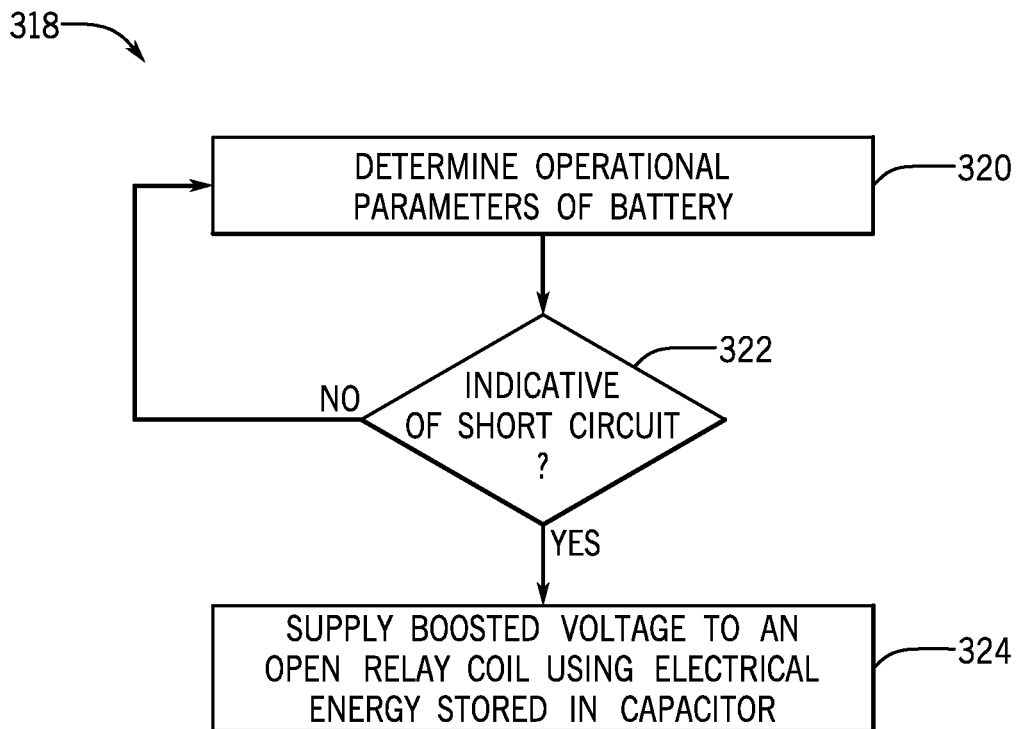 318
DETERMINE OPERATIONAL
PARAMETERS OF BATTERY
320
322
INDICATIVE
OF SHORT CIRCUIT
?
NO
YES
SUPPLY BOOSTED VOLTAGE TO AN
OPEN RELAY COIL USING ELECTRICAL
ENERGY STORED IN CAPACITOR
324